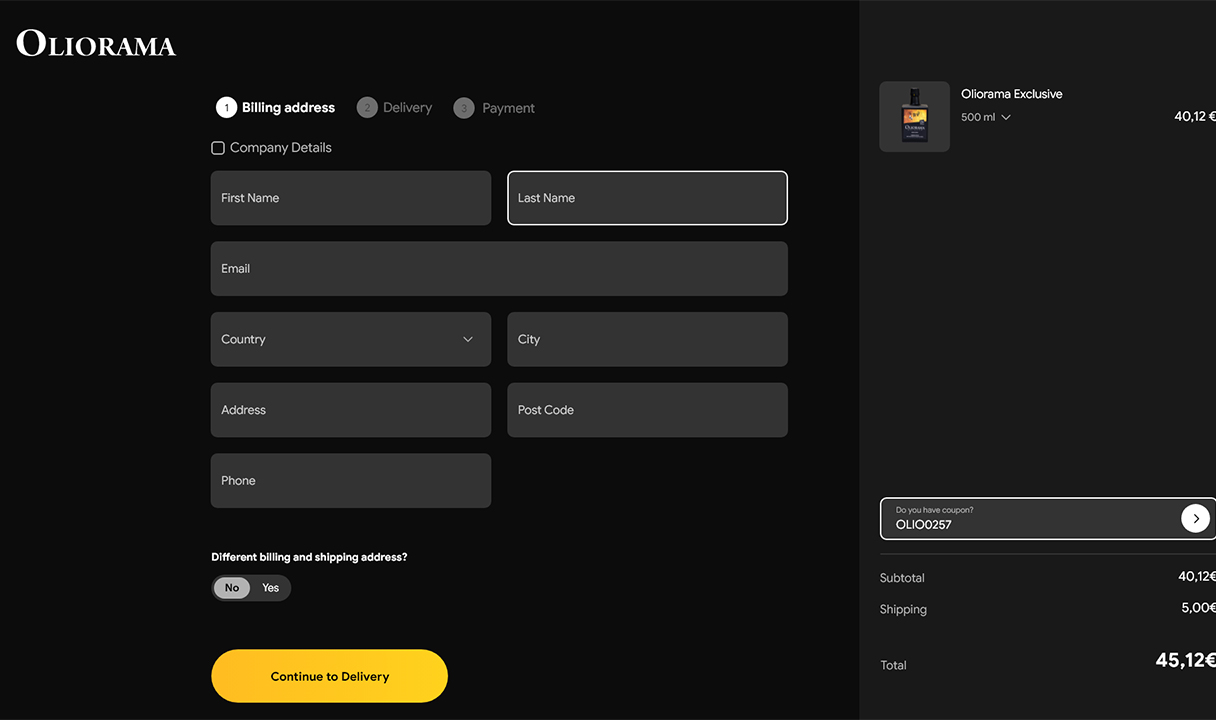 OLIORAMA
1 Billing address
2 Delivery
3 Payment
Company Details
First Name
Last Name
Email
Country
City
Address
Post Code
Phone
Different billing and shipping address?
No Yes
Continue to Delivery
Oliorama Exclusive
500 ml
40,12 €
OLIORAMA
Do you have coupon?
OLIO0257
Subtotal 40,12€
Shipping 5,00€
Total 45,12€